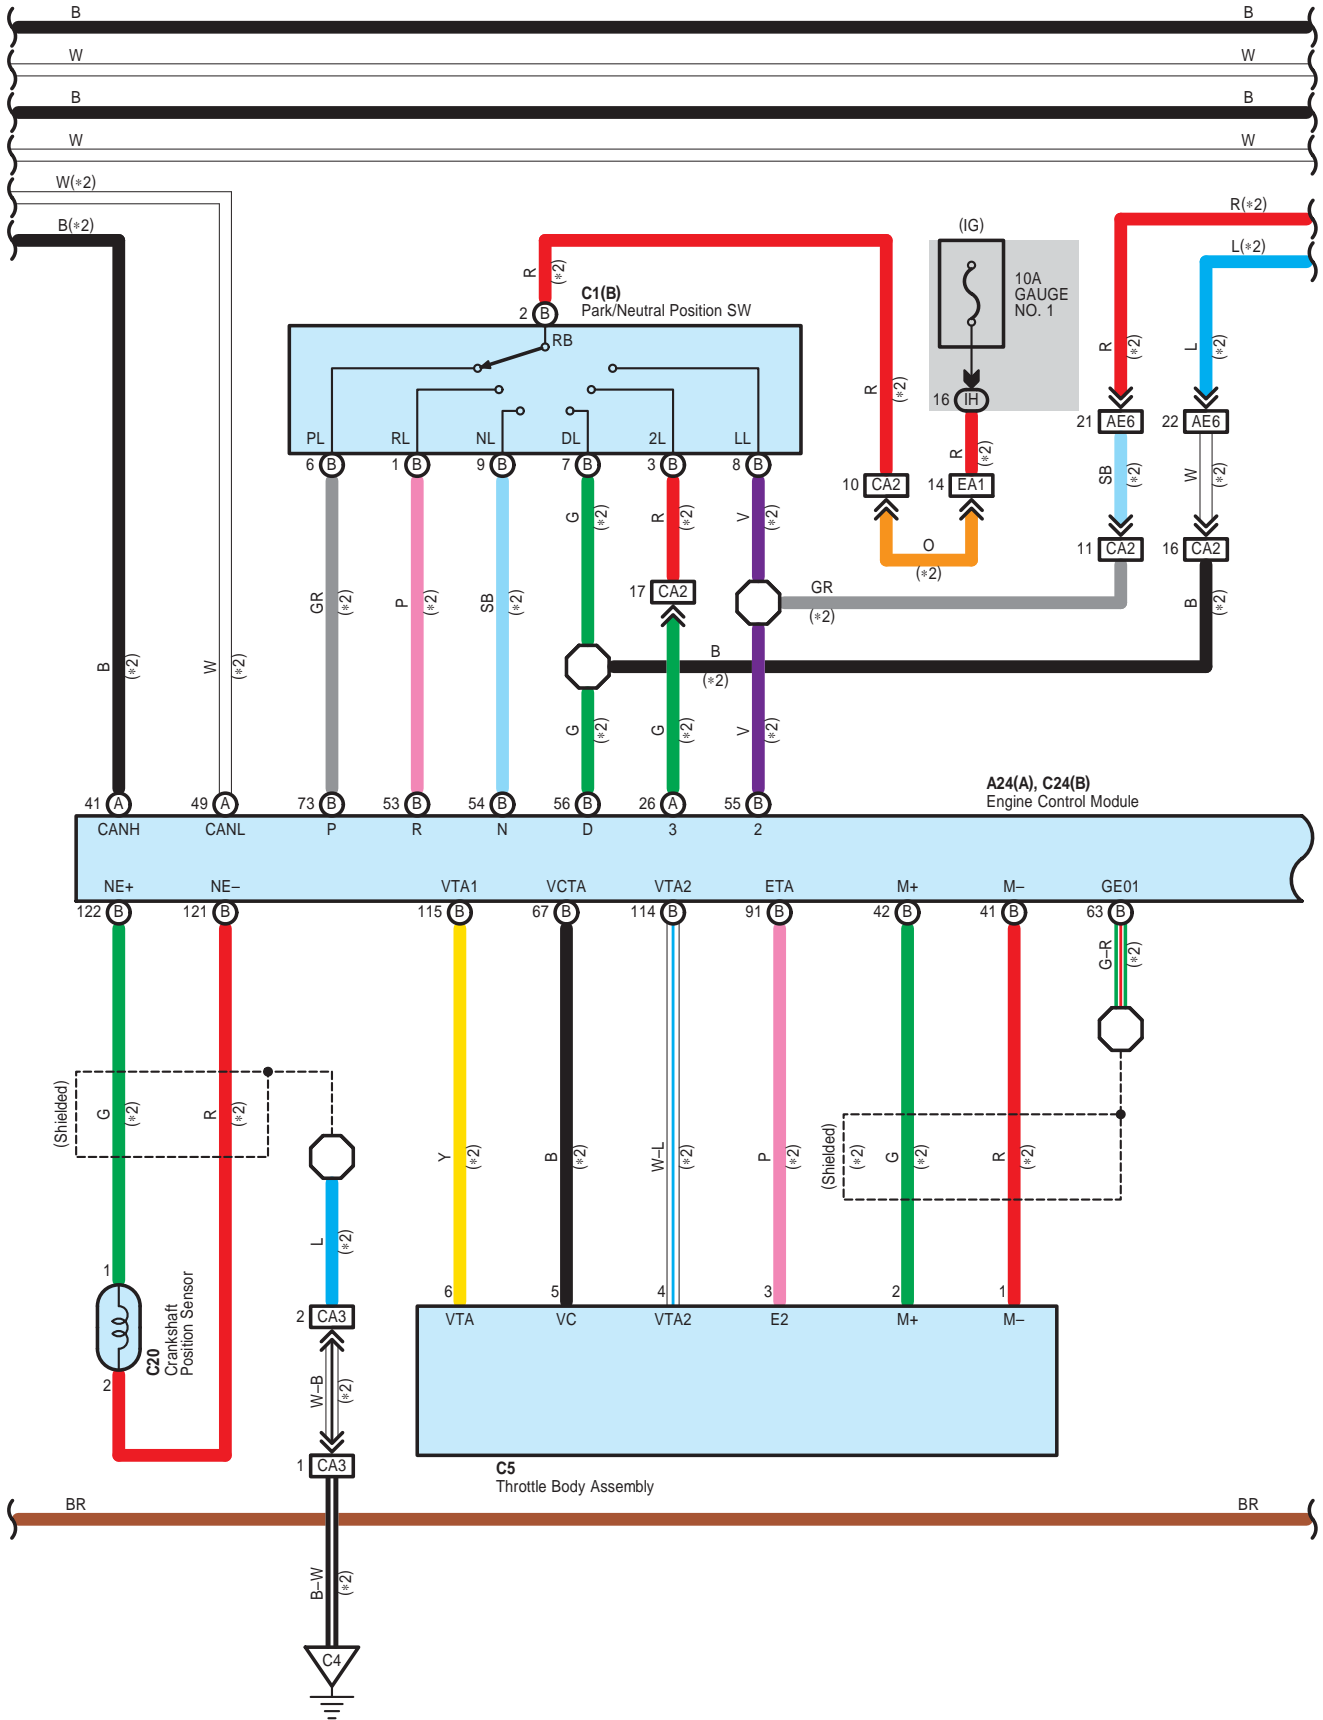 B B
W W
B B
W W
W(*2)
B(*2)
R(*2)
L(*2)
(IG)
10A
GAUGE
NO. 1
16 IH
R (*2)
C1(B)
Park/Neutral Position SW
2 B
RB
PL RL NL DL 2L LL
6 B 1 B 9 B 7 B 3 B 8 B
R (*2)
R (*2)
R (*2)
L (*2)
21 AE6 22 AE6
10 CA2 14 EA1
SB (*2)
W (*2)
G (*2)
R (*2)
V (*2)
O
(*2)
11 CA2 16 CA2
17 CA2
GR
(*2)
GR (*2)
P (*2)
SB (*2)
B (*2)
B
(*2)
B (*2)
W (*2)
G (*2)
G (*2)
V (*2)
A24(A), C24(B)
Engine Control Module
41 A 49 A 73 B 53 B 54 B 56 B 26 A 55 B
CANH CANL P R N D 3 2
NE+ NE– VTA1 VCTA VTA2 ETA M+ M– GE01
122 B 121 B 115 B 67 B 114 B 91 B 42 B 41 B 63 B
G–R (*2)
(Shielded)
G (*2)
R (*2)
Y (*2)
B (*2)
W–L (*2)
P (*2)
(Shielded)
(*2)
G (*2)
R (*2)
L (*2)
1
2
C20
Crankshaft
Position Sensor
2 CA3
W–B (*2)
1 CA3
6 5 4 3 2 1
VTA VC VTA2 E2 M+ M–
C5
Throttle Body Assembly
BR BR
B–W (*2)
C4